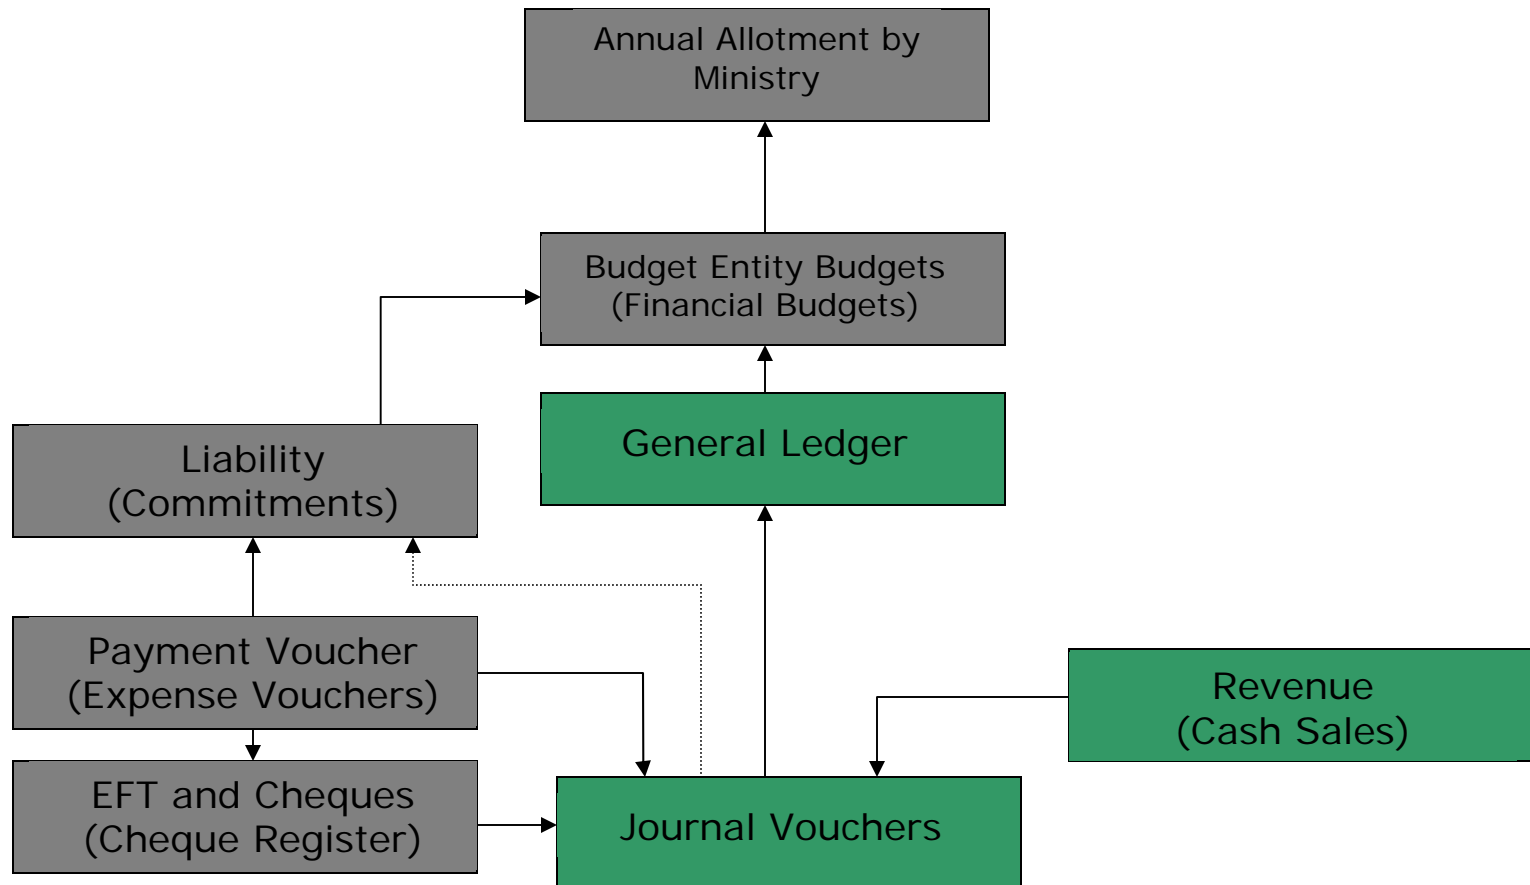 Annual Allotment by
Ministry
Budget Entity Budgets
(Financial Budgets)
General Ledger
Liability
(Commitments)
Payment Voucher
(Expense Vouchers)
Revenue
(Cash Sales)
EFT and Cheques
(Cheque Register)
Journal Vouchers